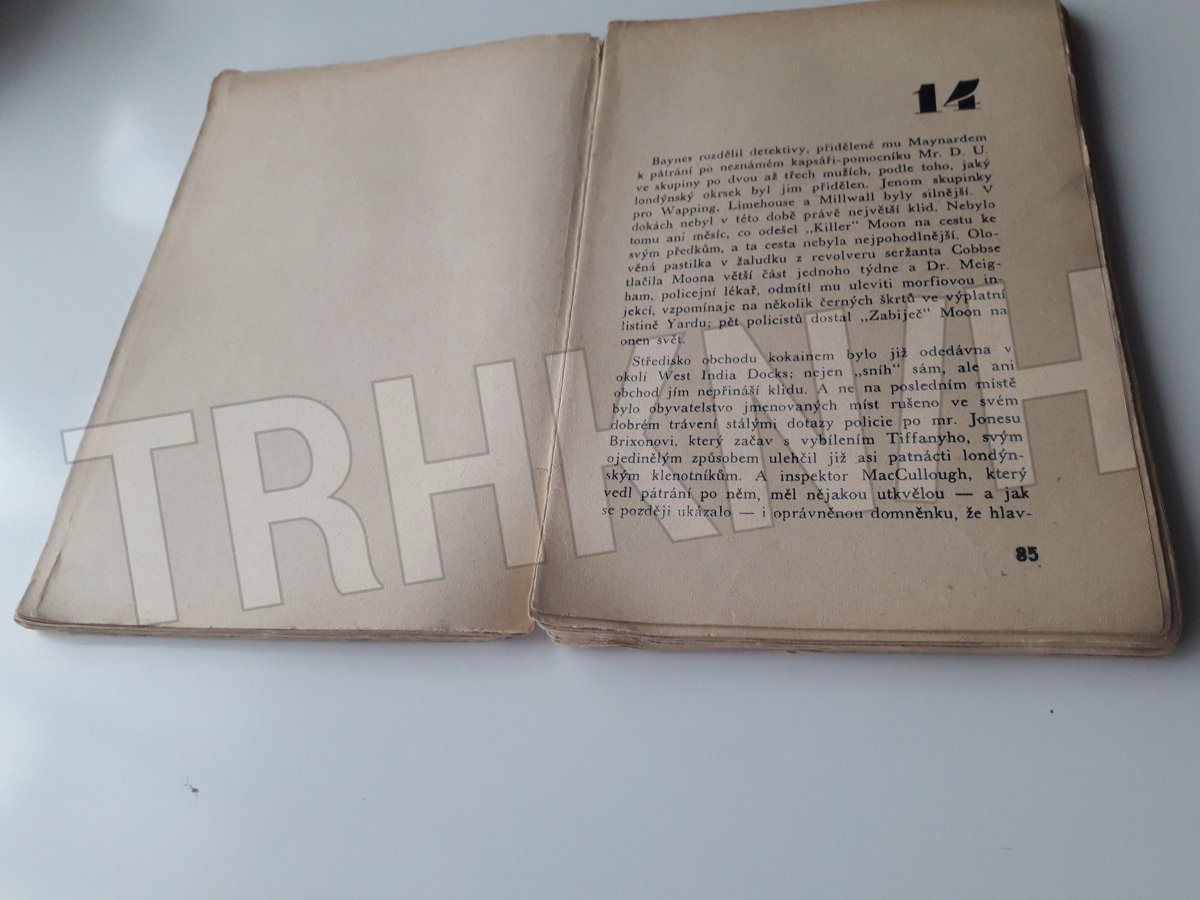 14
Baynes rozdělil detektivy, přidělené mu Maynardem
k pátrání po neznámém kapsáři-pomocníku Mr. D. U.
ve skupiny po dvou až třech mužích, podle toho, jaký
londýnský okrsek byl jim přidělen. Jenom skupinky
pro Wapping, Limehouse a Millwall byly silnější. V
dokách nebyl v této době právě největší klid. Nebylo
tomu ani měsíc, co odešel „Killer" Moon na cestu ke
svým předkům, a ta cesta nebyla nejpohodlnější. Olo-
věná pastilka v žaludku z revolveru seržanta Cobbse
tlačila Moona větší část jednoho týdne a Dr. Meig-
ham, policejní lékař, odmítl mu uleviti morfiovou in-
jekcí, vzpomínaje na několik černých škrtů ve výplatní
listině Yardu; pět policistů dostal „Zabiječ" Moon na
onen svět.
Středisko obchodu kokainem bylo již odedávna v
okolí West India Docks; nejen „sníh" sám, ale ani
obchod jím nepřináší klidu. A ne na posledním místě
bylo obyvatelstvo jmenovaných míst rušeno ve svém
dobrém trávení stálými dotazy policie po mr. Jonesu
Brixonovi, který začav s vybílením Tiffanyho, svým
ojedinělým způsobem ulehčil již asi patnácti londýn-
ským klenotníkům. A inspektor MacCullough, který
vedl pátrání po něm, měl nějakou utkvělou — a jak
se později ukázalo — i oprávněnou domněnku, že hlav-
85
TRHKNIH